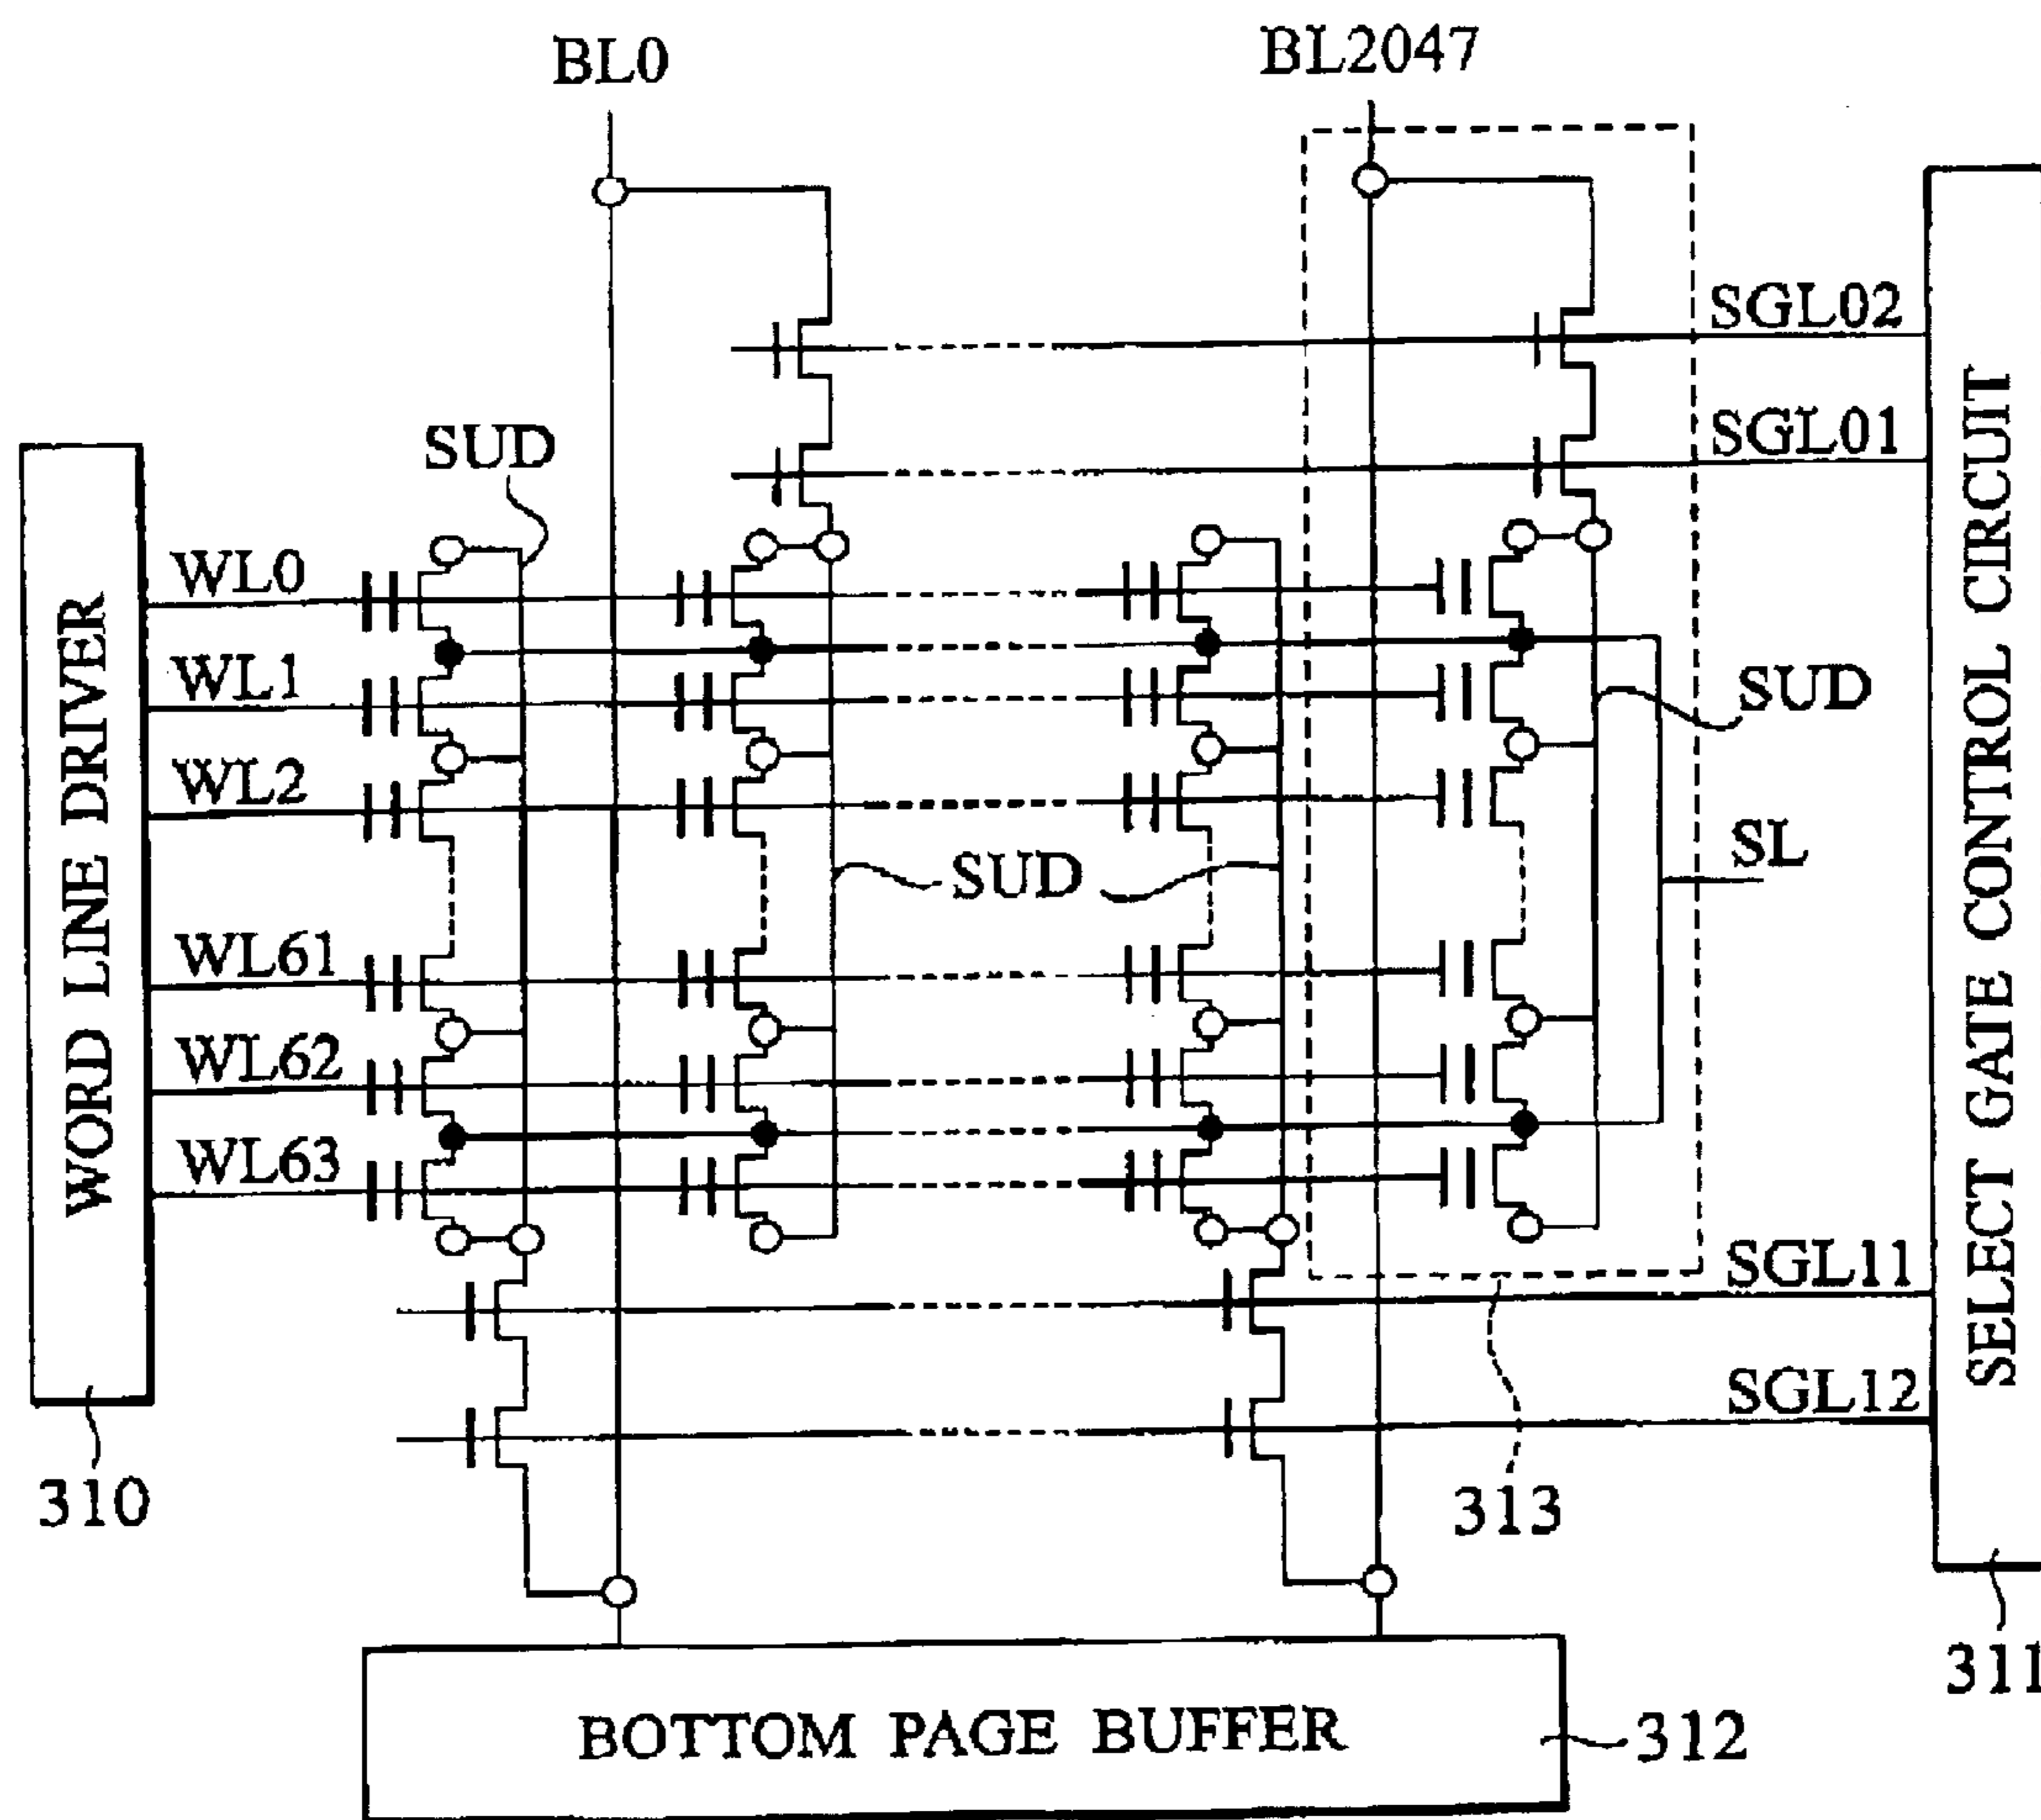 BL0
BL2047
SGL02
SGL01
SUD
WL0
WL1
WL2
SUD
SUD
SL
WL61
WL62
WL63
SGL11
SGL12
WORD LINE DRIVER
SELECT GATE CONTROL CIRCUIT
310
313
311
BOTTOM PAGE BUFFER
312